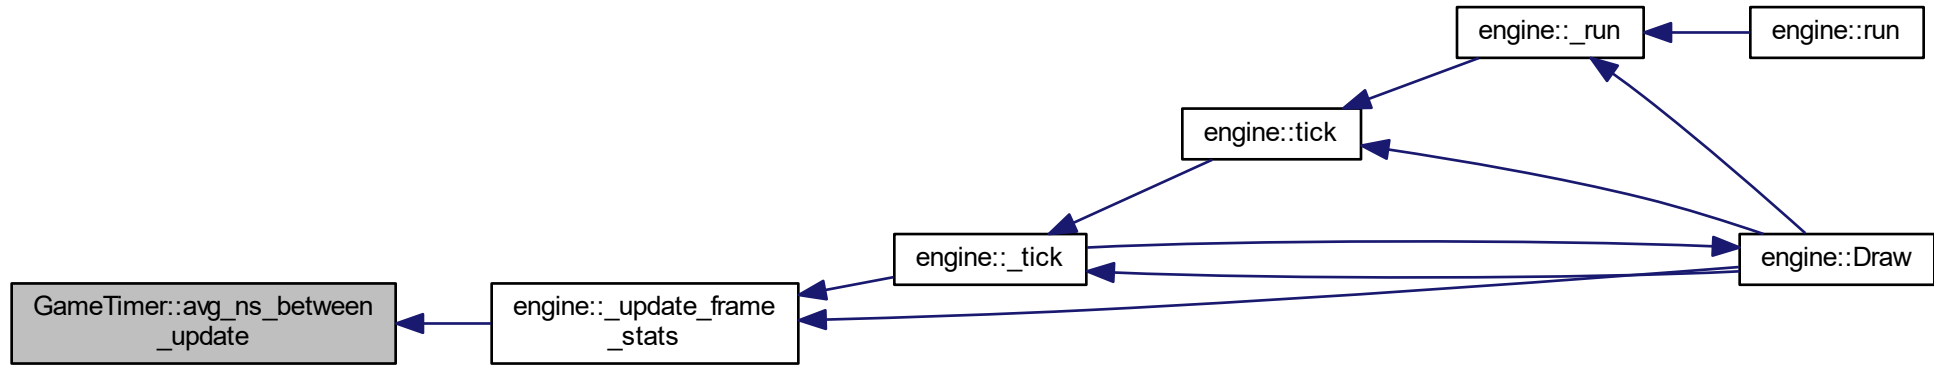 engine::_run
engine::run
engine::tick
engine::_tick
engine::Draw
GameTimer::avg_ns_between
_update
engine::_update_frame
_stats